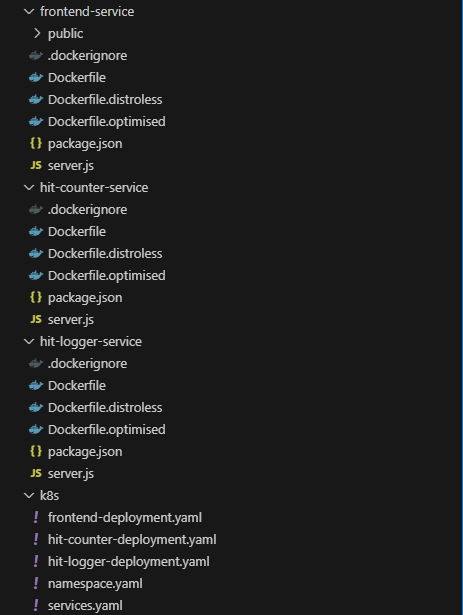 frontend-service
public
.dockerignore
Dockerfile
Dockerfile.distroless
Dockerfile.optimised
{} package.json
JS server.js
hit-counter-service
.dockerignore
Dockerfile
Dockerfile.distroless
Dockerfile.optimised
{} package.json
JS server.js
hit-logger-service
.dockerignore
Dockerfile
Dockerfile.distroless
Dockerfile.optimised
{} package.json
JS server.js
k8s
! frontend-deployment.yaml
! hit-counter-deployment.yaml
! hit-logger-deployment.yaml
! namespace.yaml
! services.yaml